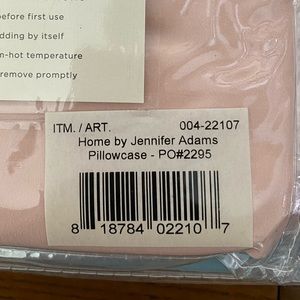 before first use
dding by itself
m-hot temperature
remove promptly
ITM. / ART. 004-22107
Home by Jennifer Adams
Pillowcase - PO#2295
8 18784 02210 7